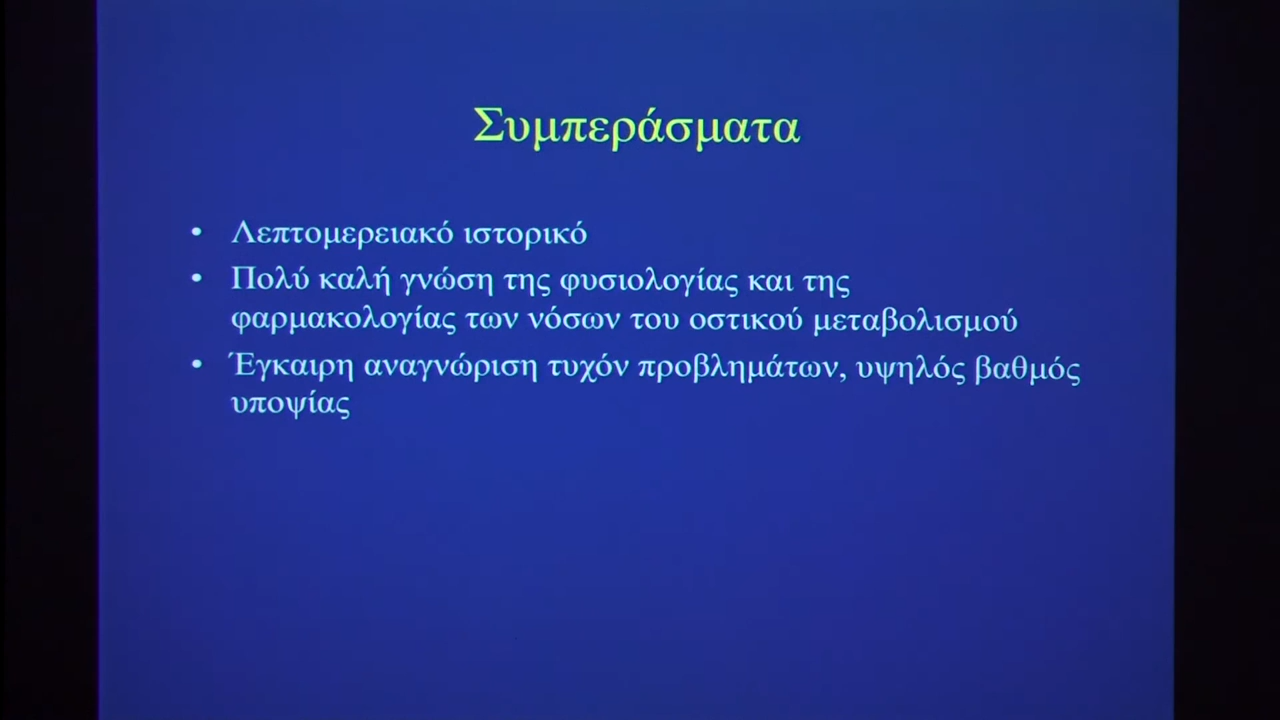 Συμπεράσματα
• Λεπτομερειακό ιστορικό
• Πολύ καλή γνώση της φυσιολογίας και της
φαρμακολογίας των νόσων του οστικού μεταβολισμού
• Έγκαιρη αναγνώριση τυχόν προβλημάτων, υψηλός βαθμός
υποψίας